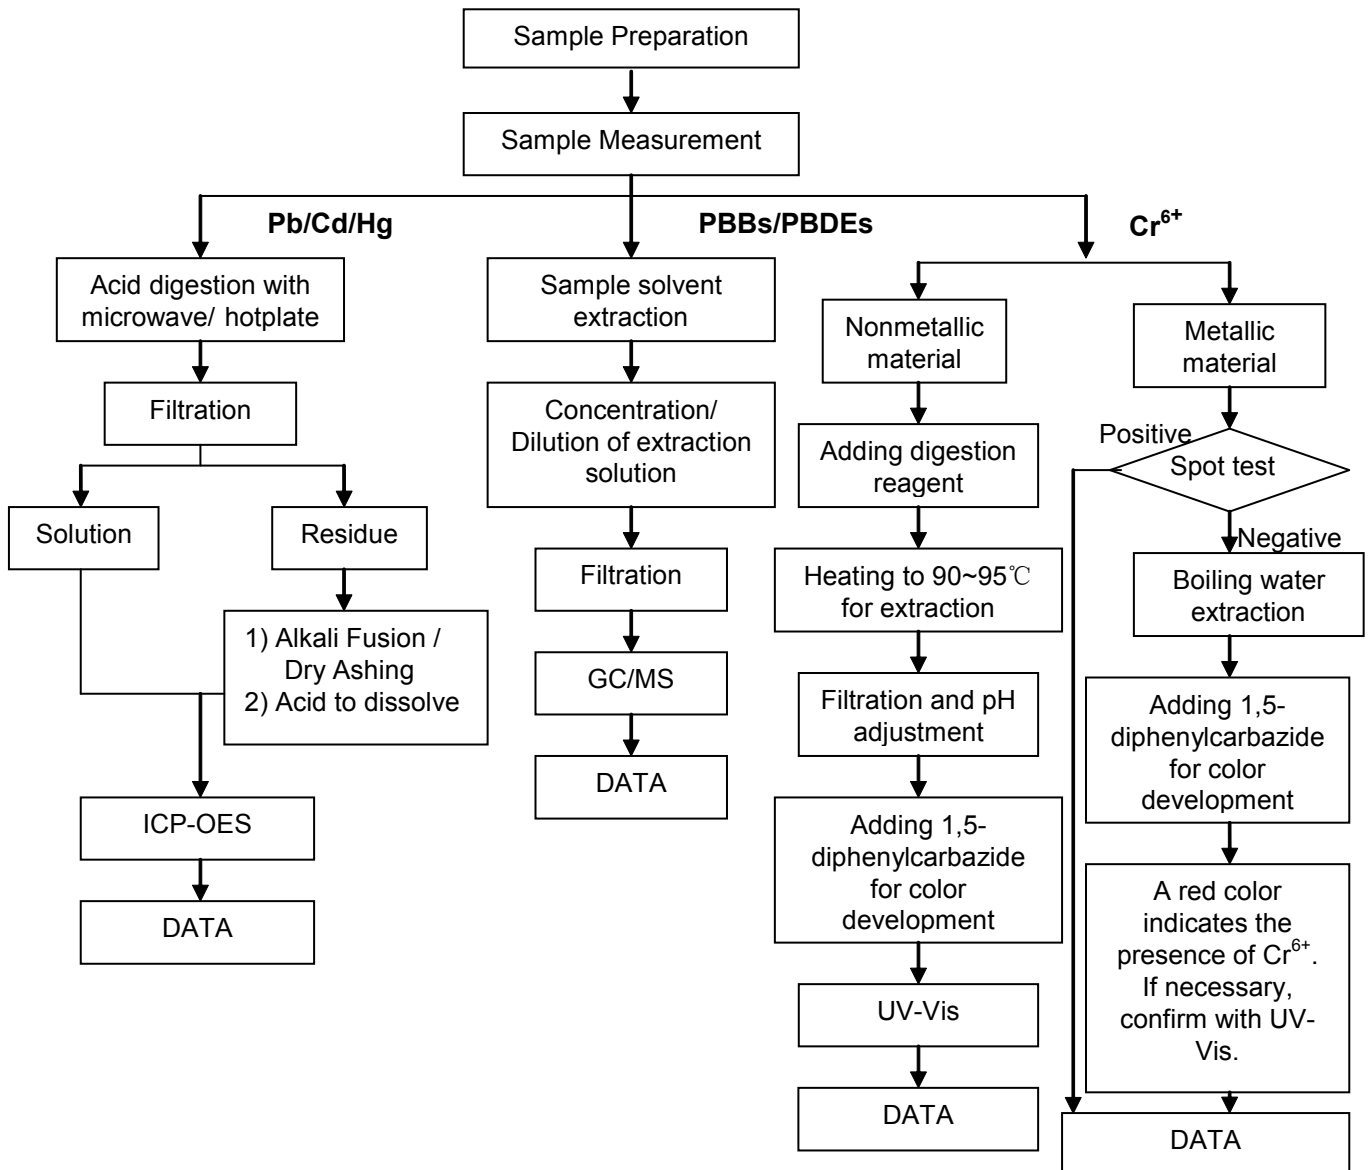 Sample Preparation
Sample Measurement
Pb/Cd/Hg
PBBs/PBDEs
Cr⁶⁺
Acid digestion with
microwave/ hotplate
Filtration
Solution
Residue
1) Alkali Fusion /
Dry Ashing
2) Acid to dissolve
ICP-OES
DATA
Sample solvent
extraction
Concentration/
Dilution of extraction
solution
Filtration
GC/MS
DATA
Nonmetallic
material
Adding digestion
reagent
Heating to 90~95℃
for extraction
Filtration and pH
adjustment
Adding 1,5-
diphenylcarbazide
for color
development
UV-Vis
DATA
Metallic
material
Positive
Spot test
Negative
Boiling water
extraction
Adding 1,5-
diphenylcarbazide
for color
development
A red color
indicates the
presence of Cr⁶⁺.
If necessary,
confirm with UV-
Vis.
DATA